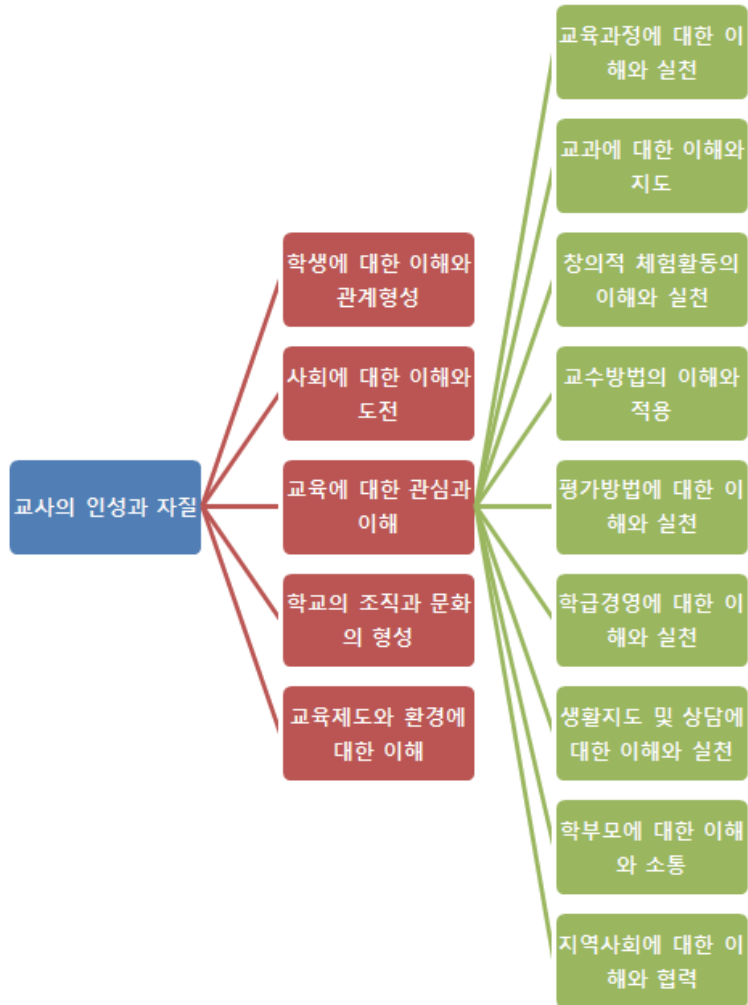 교사의 인성과 자질
학생에 대한 이해와
관계형성
사회에 대한 이해와
도전
교육에 대한 관심과
이해
학교의 조직과 문화
의 형성
교육제도와 환경에
대한 이해
교육과정에 대한 이
해와 실천
교과에 대한 이해와
지도
창의적 체험활동의
이해와 실천
교수방법의 이해와
적용
평가방법에 대한 이
해와 실천
학급경영에 대한 이
해와 실천
생활지도 및 상담에
대한 이해와 실천
학부모에 대한 이해
와 소통
지역사회에 대한 이
해와 협력